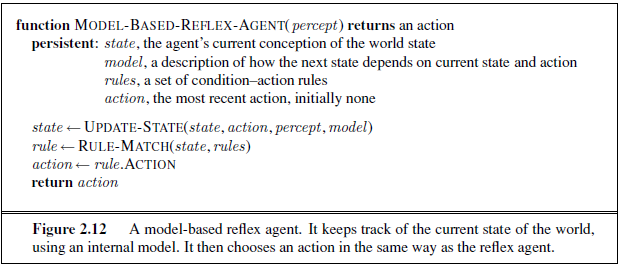 function MODEL-BASED-REFLEX-AGENT(percept) returns an action
persistent: state, the agent's current conception of the world state
model, a description of how the next state depends on current state and action
rules, a set of condition–action rules
action, the most recent action, initially none
state ← UPDATE-STATE(state, action, percept, model)
rule ← RULE-MATCH(state, rules)
action ← rule.ACTION
return action
Figure 2.12 A model-based reflex agent. It keeps track of the current state of the world,
using an internal model. It then chooses an action in the same way as the reflex agent.